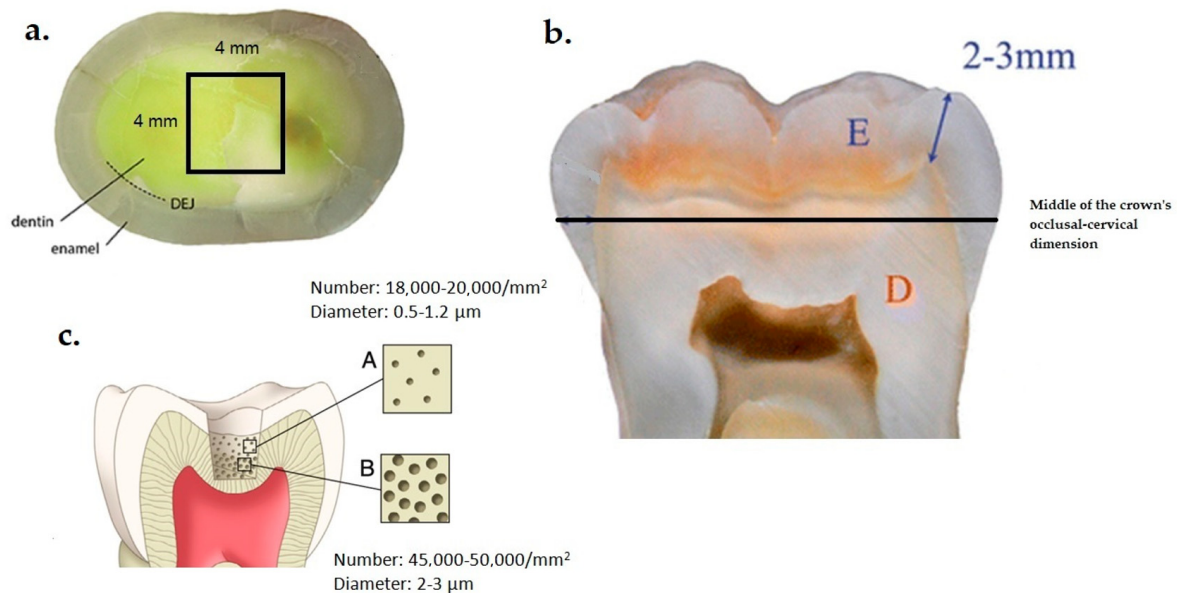 a.
4 mm
4 mm
DEJ
dentin
enamel
b.
2-3mm
E
Middle of the crown's
occlusal-cervical
dimension
D
Number: 18,000-20,000/mm²
Diameter: 0.5-1.2 μm
c.
A
B
Number: 45,000-50,000/mm²
Diameter: 2-3 μm